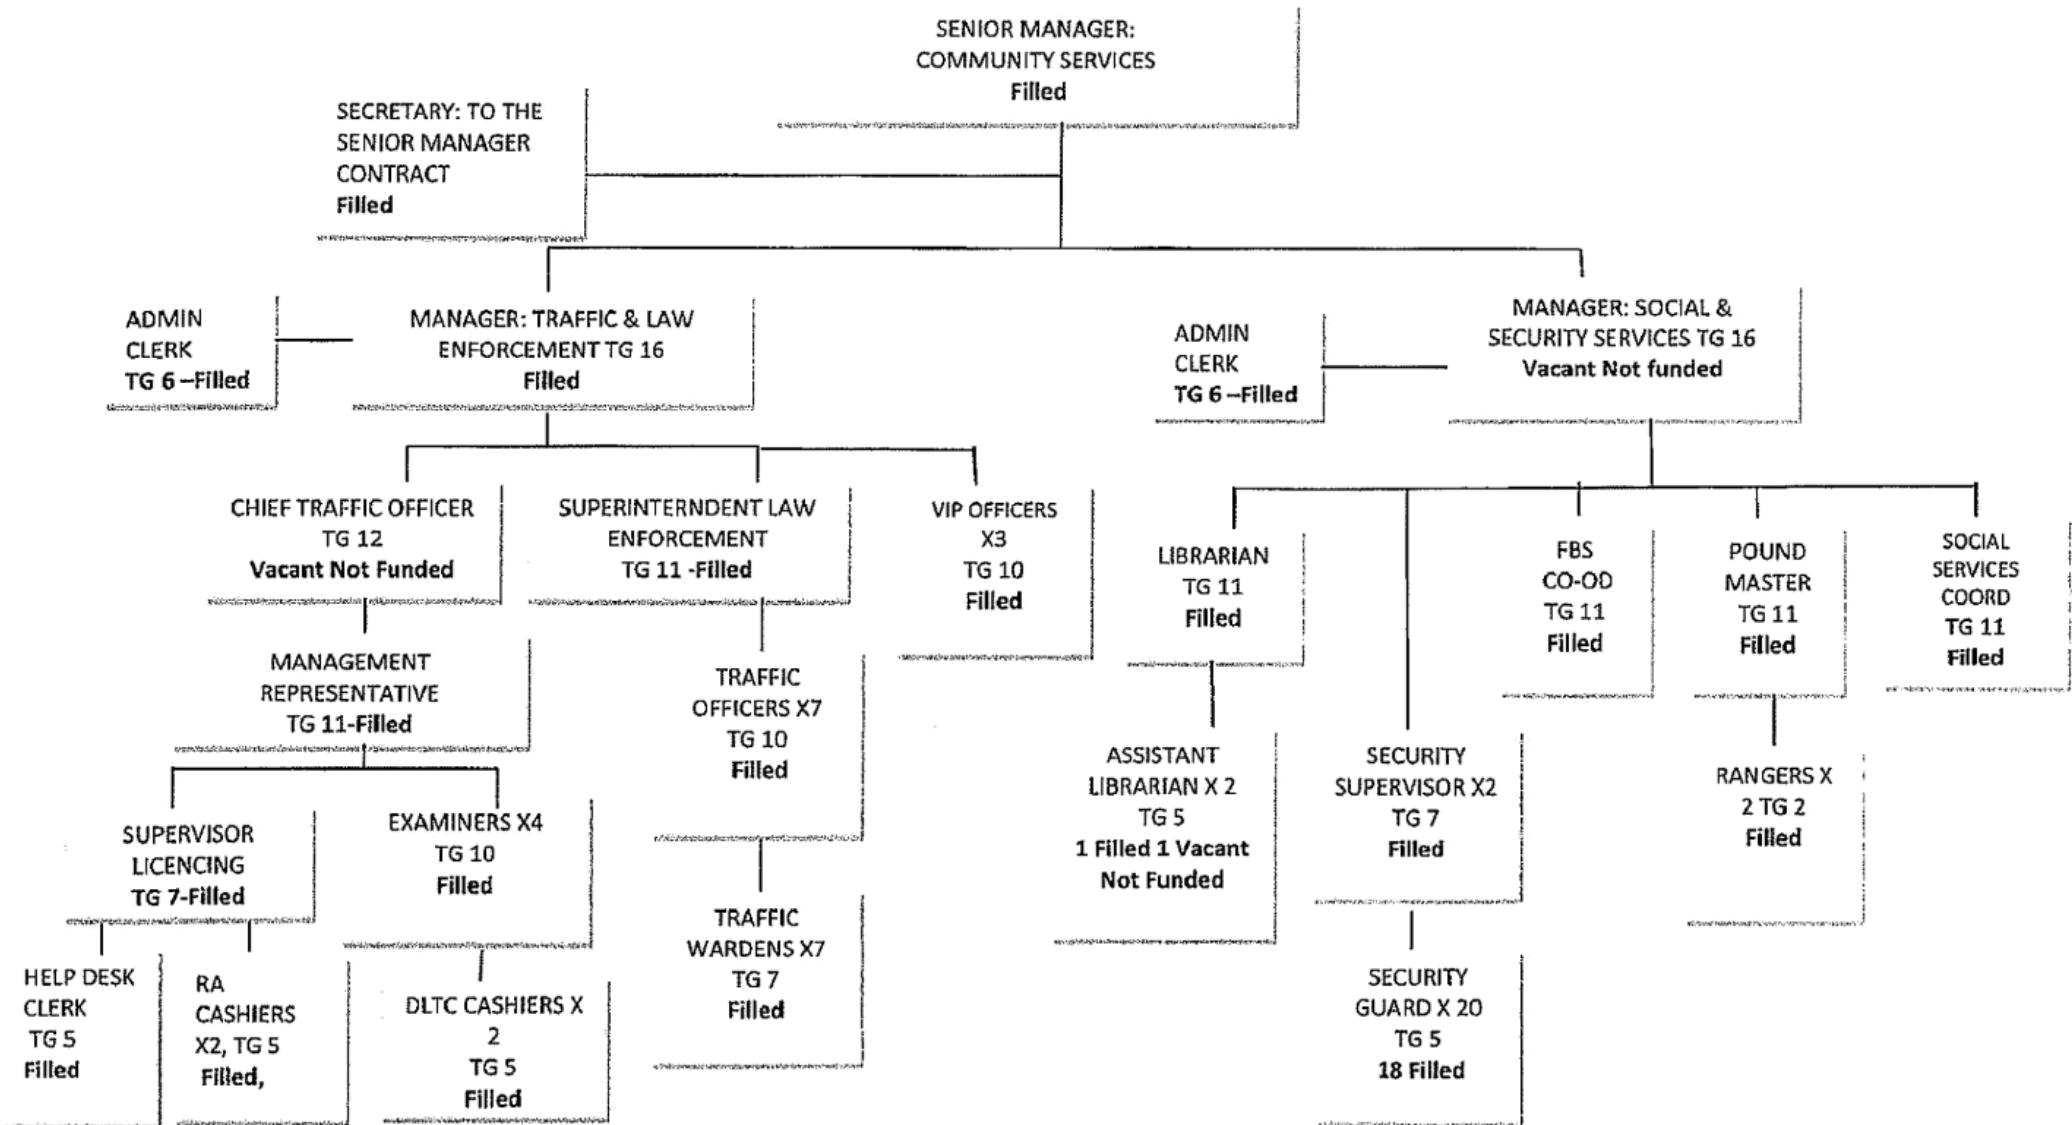 SENIOR MANAGER:
COMMUNITY SERVICES
Filled
SECRETARY: TO THE
SENIOR MANAGER
CONTRACT
Filled
ADMIN
CLERK
TG 6 –Filled
MANAGER: TRAFFIC & LAW
ENFORCEMENT TG 16
Filled
ADMIN
CLERK
TG 6 –Filled
MANAGER: SOCIAL &
SECURITY SERVICES TG 16
Vacant Not funded
CHIEF TRAFFIC OFFICER
TG 12
Vacant Not Funded
SUPERINTERNDENT LAW
ENFORCEMENT
TG 11 -Filled
VIP OFFICERS
X3
TG 10
Filled
LIBRARIAN
TG 11
Filled
FBS
CO-OD
TG 11
Filled
POUND
MASTER
TG 11
Filled
SOCIAL
SERVICES
COORD
TG 11
Filled
MANAGEMENT
REPRESENTATIVE
TG 11-Filled
TRAFFIC
OFFICERS X7
TG 10
Filled
ASSISTANT
LIBRARIAN X 2
TG 5
1 Filled 1 Vacant
Not Funded
SECURITY
SUPERVISOR X2
TG 7
Filled
RANGERS X
2 TG 2
Filled
SUPERVISOR
LICENCING
TG 7-Filled
EXAMINERS X4
TG 10
Filled
TRAFFIC
WARDENS X7
TG 7
Filled
HELP DESK
CLERK
TG 5
Filled
RA
CASHIERS
X2, TG 5
Filled,
DLTC CASHIERS X
2
TG 5
Filled
SECURITY
GUARD X 20
TG 5
18 Filled